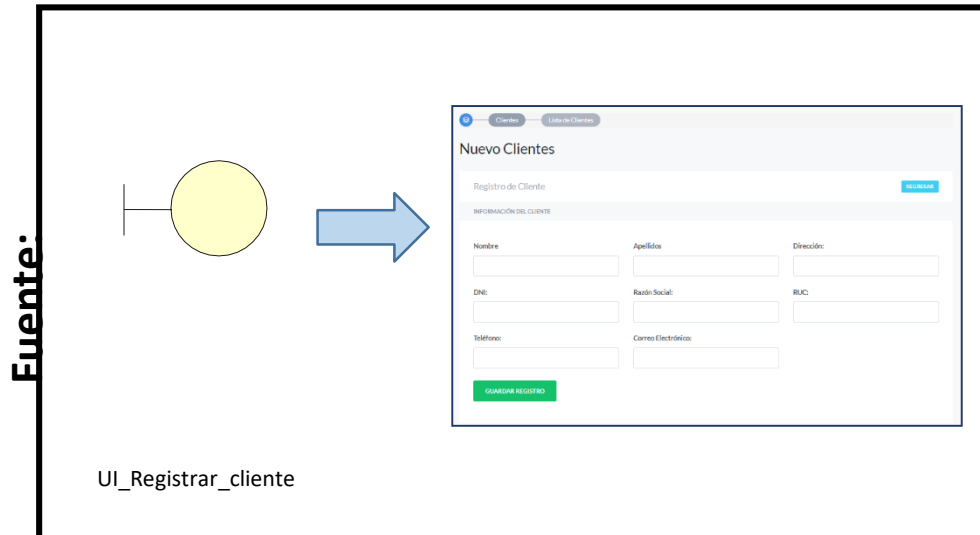 Fuente:
Clientes Lista de Clientes
Nuevo Clientes
Registro de Cliente REGRESAR
INFORMACIÓN DEL CLIENTE
Nombre Apellidos Dirección:
DNI: Razón Social: RUC:
Teléfono: Correo Electrónico:
GUARDAR REGISTRO
UI_Registrar_cliente